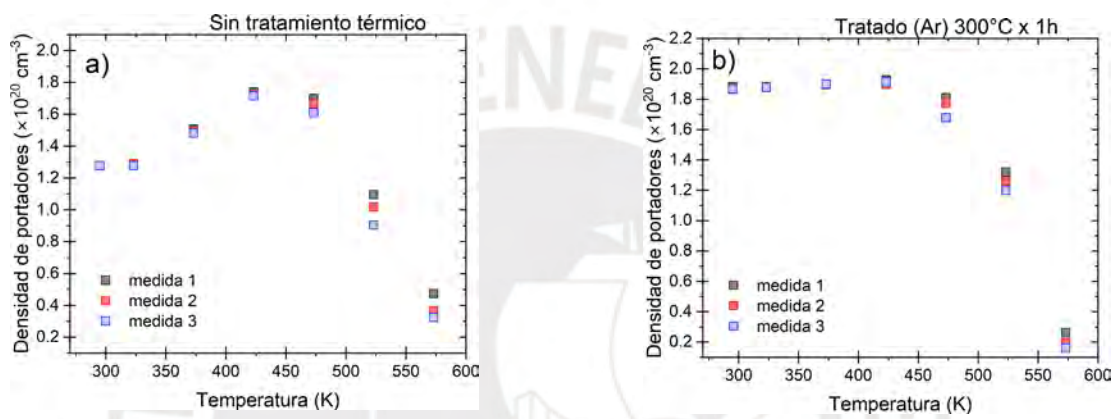 Sin tratamiento térmico
a)
Densidad de portadores (×10²⁰ cm⁻³)
2.0
1.8
1.6
1.4
1.2
1.0
0.8
0.6
0.4
0.2
medida 1
medida 2
medida 3
300 350 400 450 500 550 600
Temperatura (K)
Tratado (Ar) 300°C x 1h
b)
Densidad de portadores (×10²⁰ cm⁻³)
2.2
2.0
1.8
1.6
1.4
1.2
1.0
0.8
0.6
0.4
0.2
medida 1
medida 2
medida 3
300 350 400 450 500 550 600
Temperatura (K)
ENE